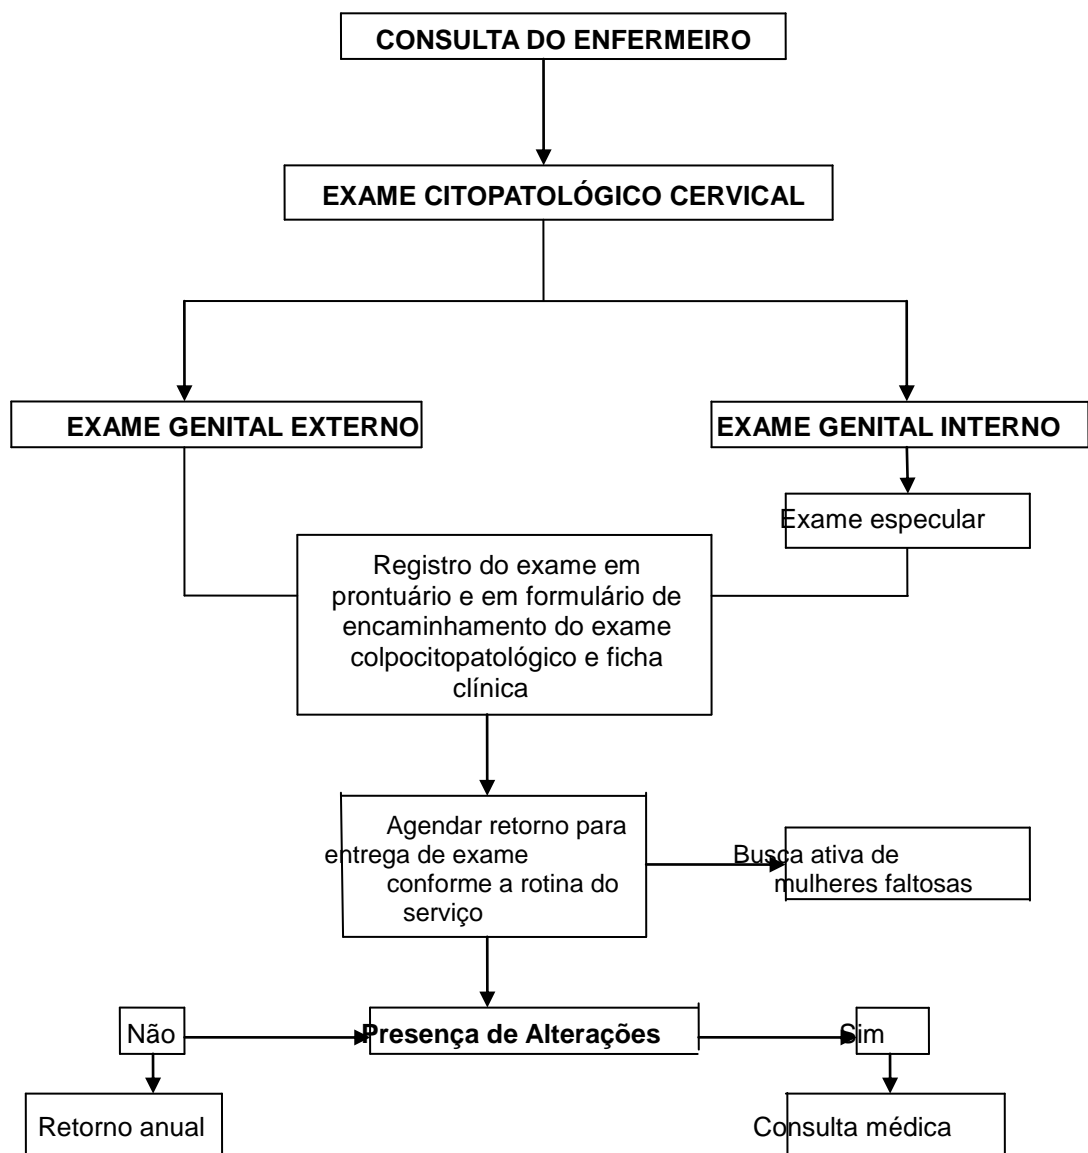 CONSULTA DO ENFERMEIRO
EXAME CITOPATOLÓGICO CERVICAL
EXAME GENITAL EXTERNO
EXAME GENITAL INTERNO
Exame especular
Registro do exame em
prontuário e em formulário de
encaminhamento do exame
colpocitopatológico e ficha
clínica
Agendar retorno para
entrega de exame
conforme a rotina do
serviço
Busca ativa de
mulheres faltosas
Não
Presença de Alterações
Sim
Retorno anual
Consulta médica